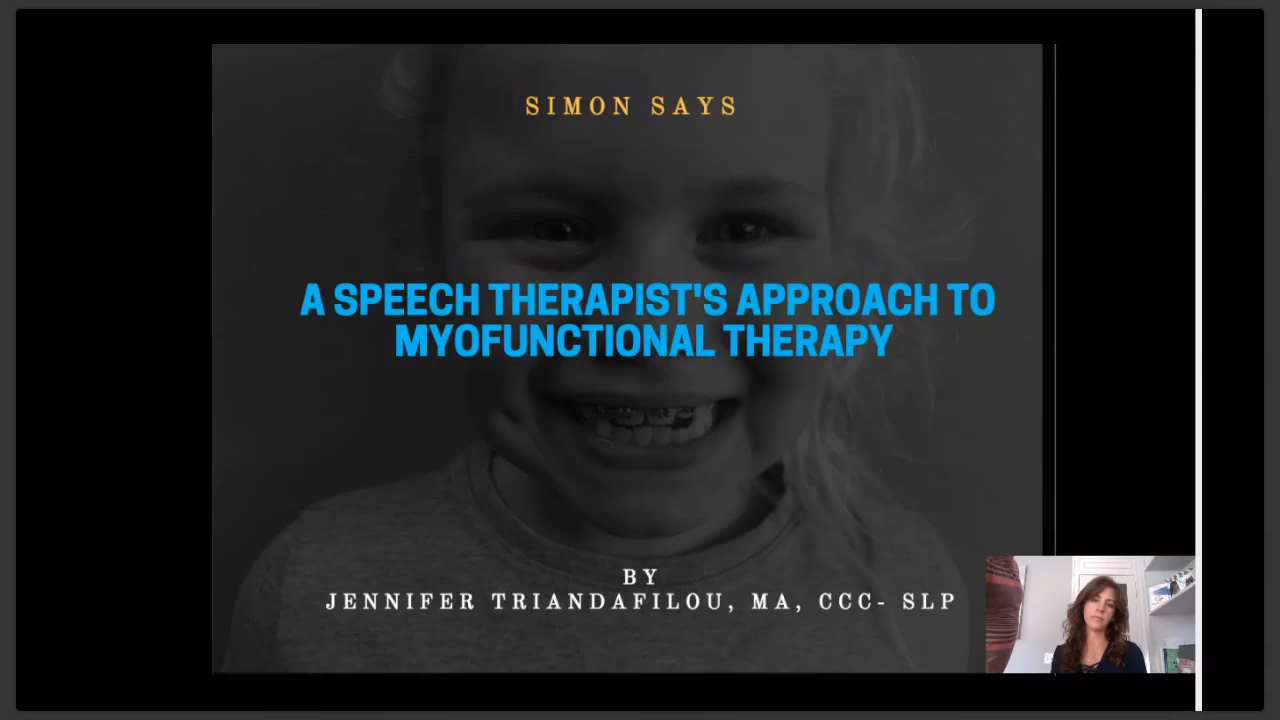 SIMON SAYS
A SPEECH THERAPIST'S APPROACH TO
MYOFUNCTIONAL THERAPY
BY
JENNIFER TRIANDAFILOU, MA, CCC- SLP